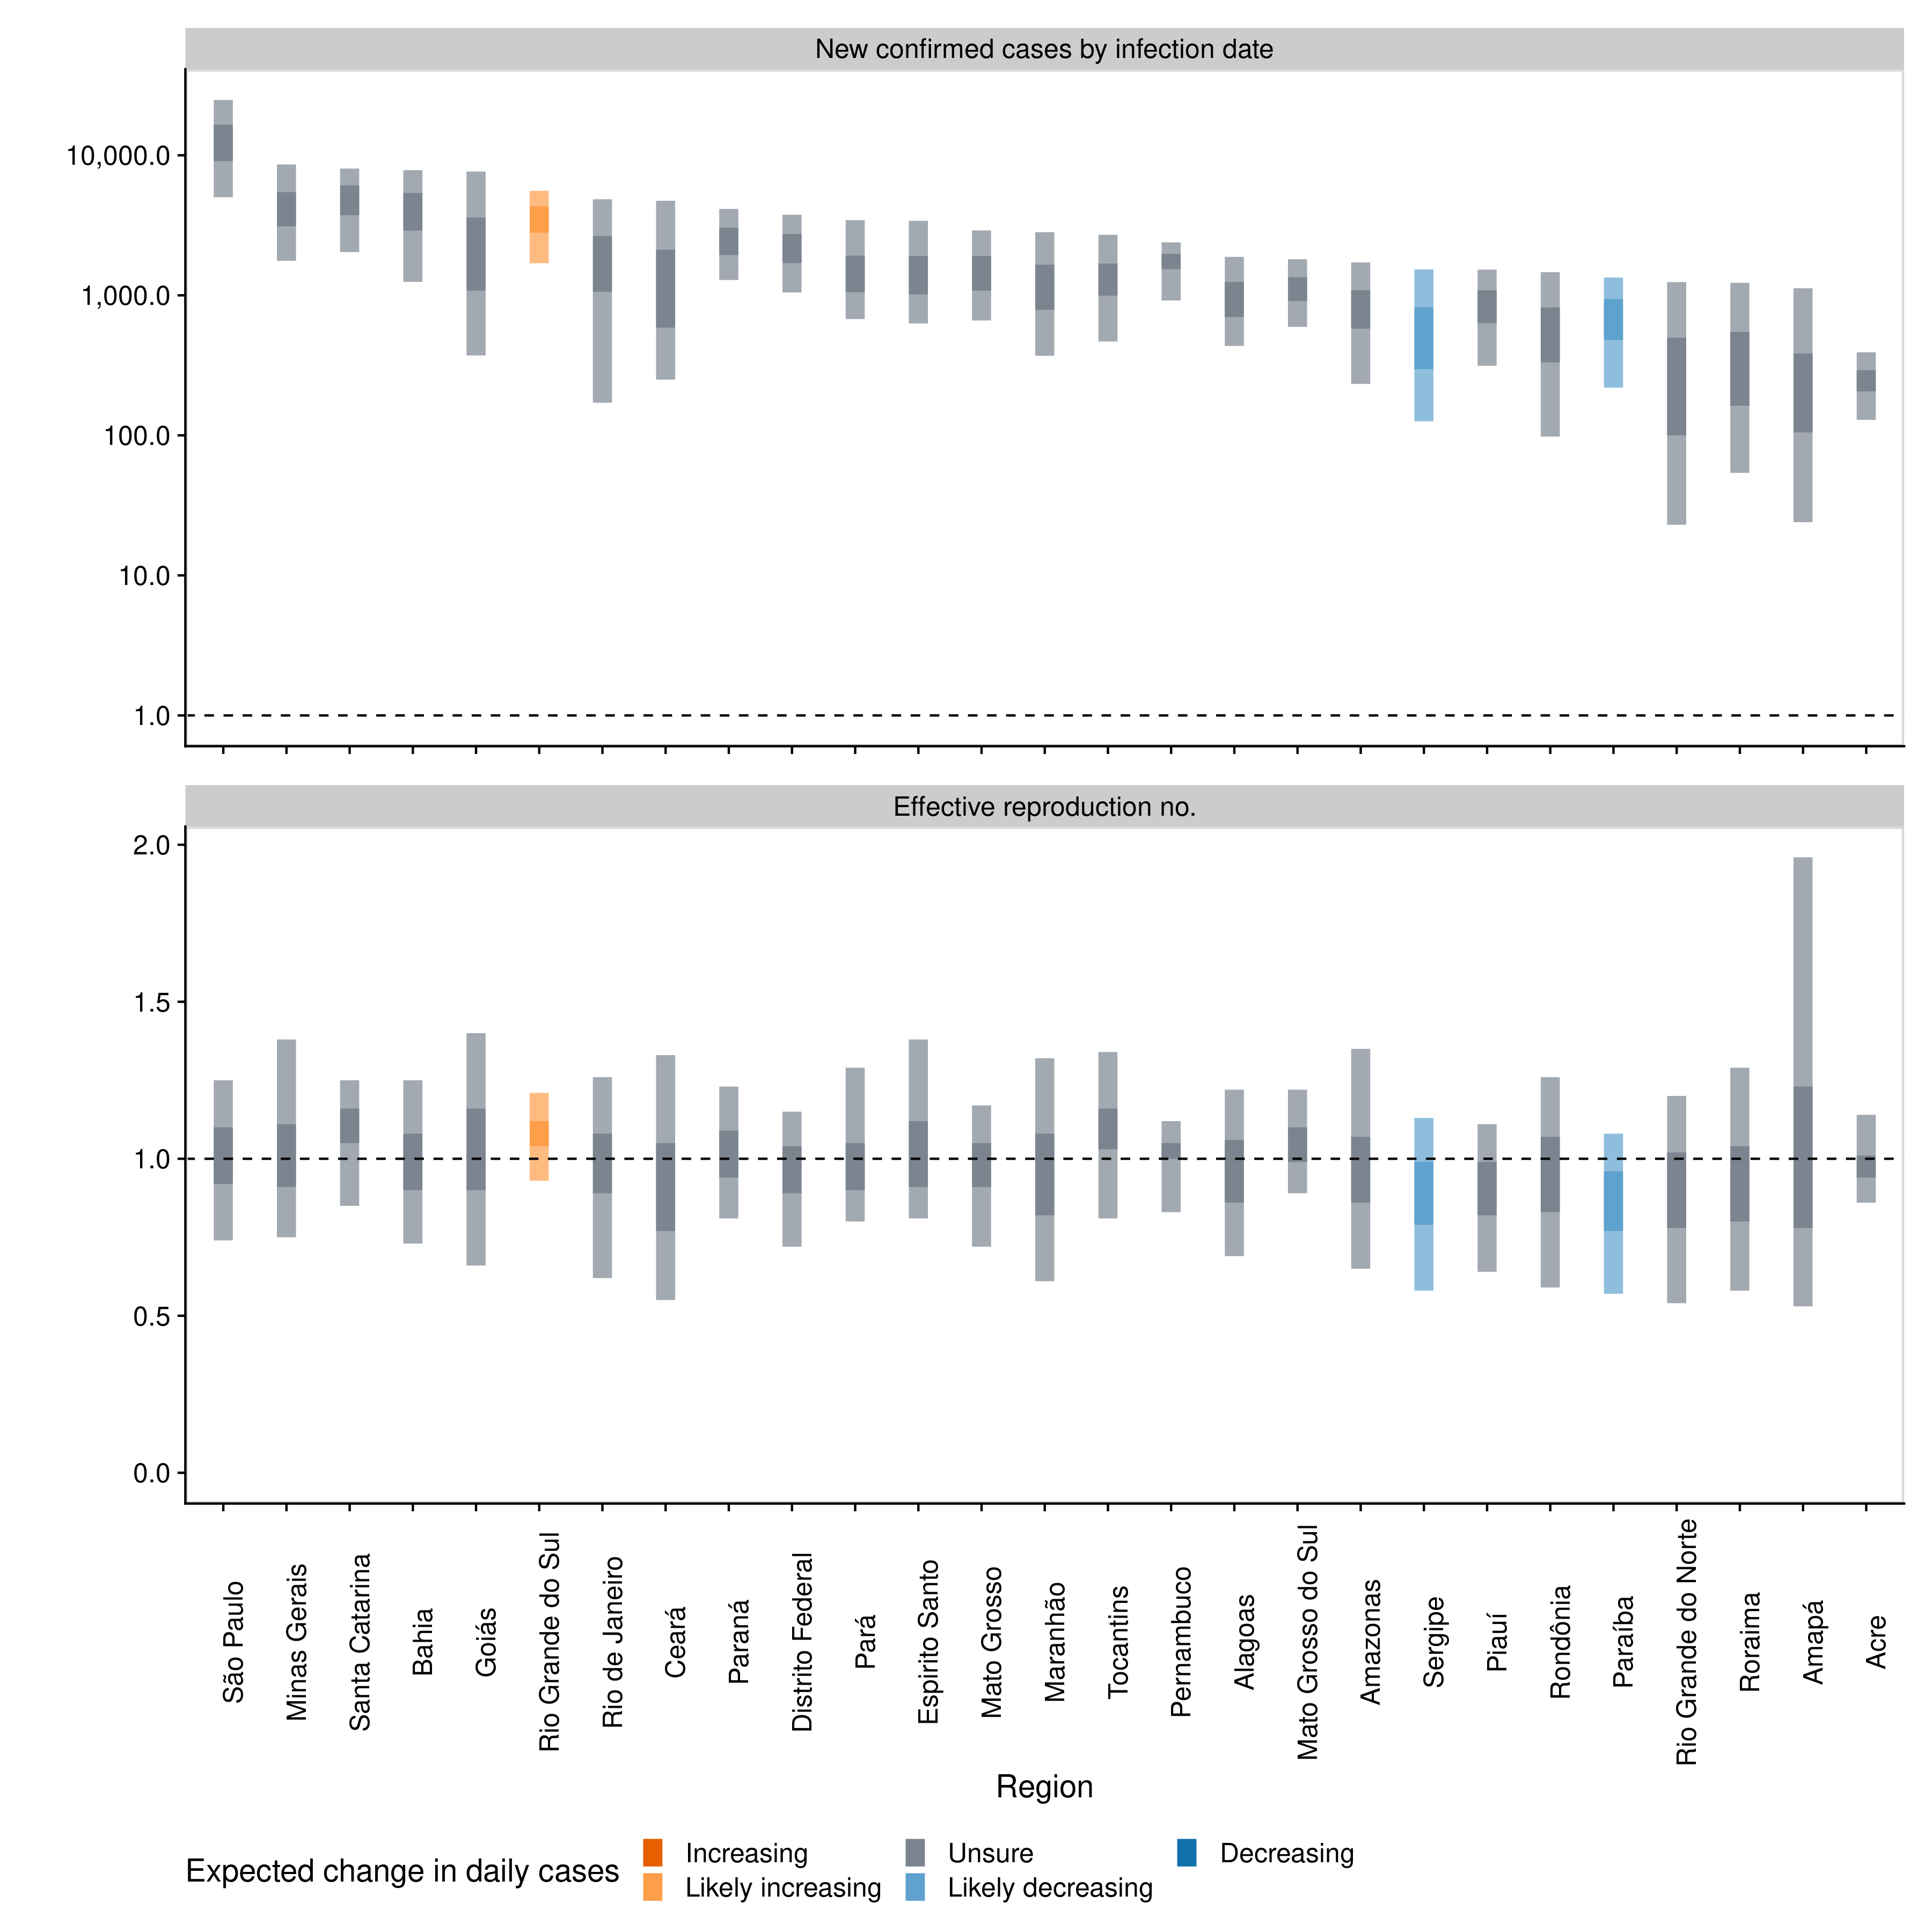 New confirmed cases by infection date
10,000.0
1,000.0
100.0
10.0
1.0
Effective reproduction no.
2.0
1.5
1.0
0.5
0.0
São Paulo
Minas Gerais
Santa Catarina
Bahia
Goiás
Rio Grande do Sul
Rio de Janeiro
Ceará
Paraná
Distrito Federal
Pará
Espirito Santo
Mato Grosso
Maranhão
Tocantins
Pernambuco
Alagoas
Mato Grosso do Sul
Amazonas
Sergipe
Piauí
Rondônia
Paraíba
Rio Grande do Norte
Roraima
Amapá
Acre
Region
Expected change in daily cases
Increasing
Unsure
Decreasing
Likely increasing
Likely decreasing